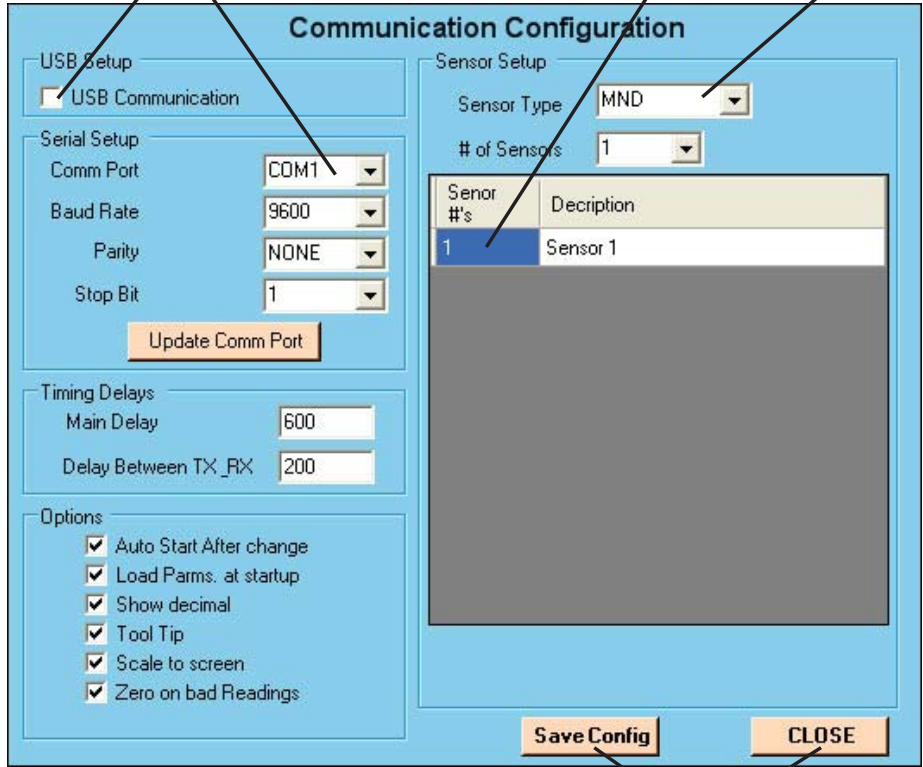 Communication Configuration
USB Setup
USB Communication
Serial Setup
Comm Port
COM1
Baud Rate
9600
Parity
NONE
Stop Bit
1
Update Comm Port
Timing Delays
Main Delay
600
Delay Between TX_RX
200
Options
Auto Start After change
Load Parms. at startup
Show decimal
Tool Tip
Scale to screen
Zero on bad Readings
Sensor Setup
Sensor Type
MND
# of Sensors
1
Senor
#'s
Decription
1
Sensor 1
Save Config
CLOSE